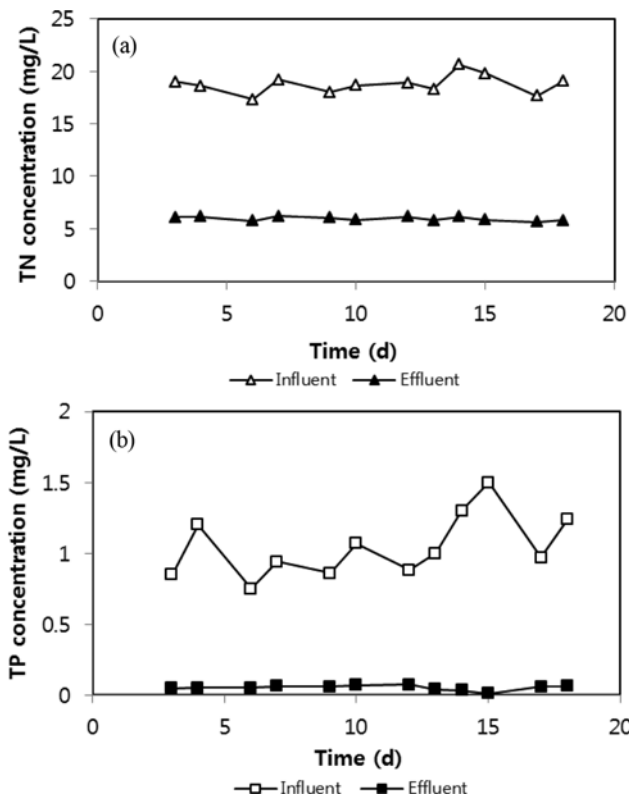 (a)
TN concentration (mg/L)
25
20
15
10
5
0
0 5 10 15 20
Time (d)
Influent Effluent
(b)
TP concentration (mg/L)
2
1.5
1
0.5
0
0 5 10 15 20
Time (d)
Influent Effluent